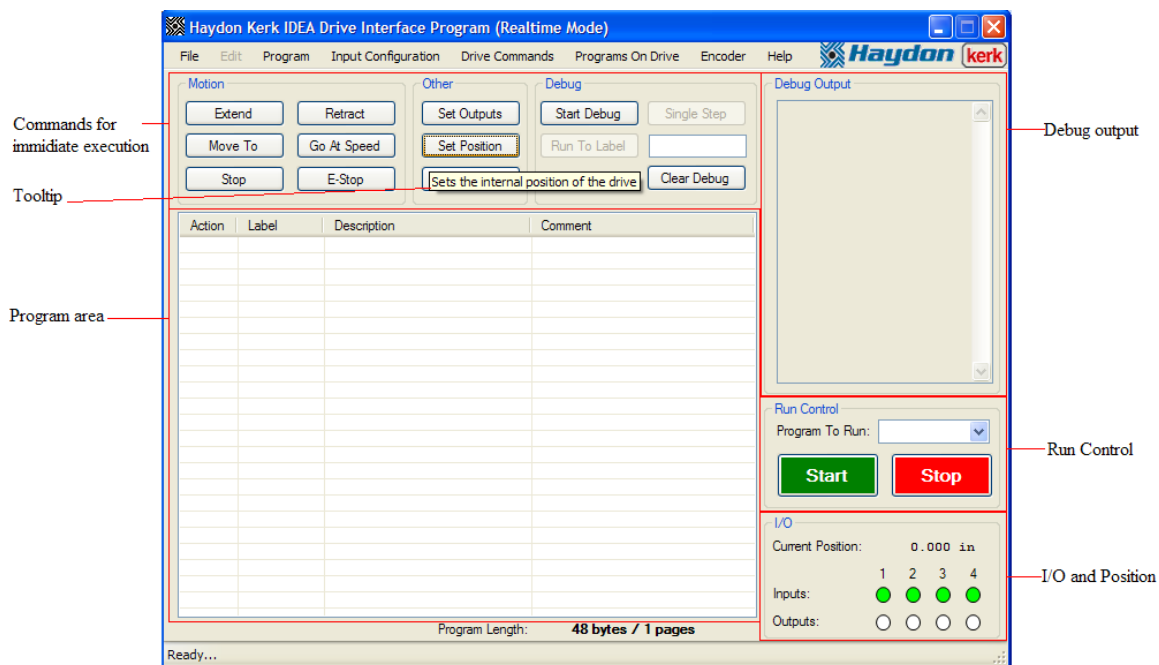 Haydon Kerk IDEA Drive Interface Program (Realtime Mode)
File Edit Program Input Configuration Drive Commands Programs On Drive Encoder Help
Haydon kerk
Motion
Extend Retract
Move To Go At Speed
Stop E-Stop
Other
Set Outputs
Set Position
Sets the internal position of the drive
Debug
Start Debug Single Step
Run To Label
Clear Debug
Debug Output
Action Label Description Comment
Run Control
Program To Run:
Start Stop
I/O
Current Position: 0.000 in
1 2 3 4
Inputs:
Outputs:
Program Length: 48 bytes / 1 pages
Ready...
Commands for
immidiate execution
Tooltip
Program area
Debug output
Run Control
I/O and Position